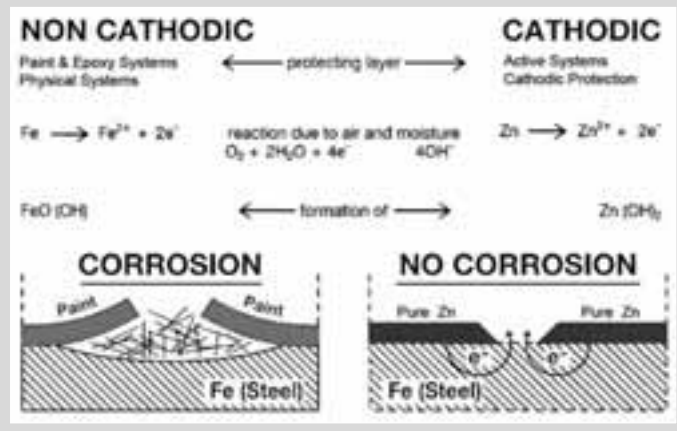 NON CATHODIC
CATHODIC
Paint & Epoxy Systems
Physical Systems
protecting layer
Active Systems
Cathodic Protection
Fe → Fe²⁺ + 2e⁻
reaction due to air and moisture
O₂ + 2H₂O + 4e⁻ 4OH⁻
Zn → Zn²⁺ + 2e⁻
FeO (OH)
formation of
Zn (OH)₂
CORROSION
NO CORROSION
Paint
Paint
Pure Zn
Pure Zn
e⁻
e⁻
Fe (Steel)
Fe (Steel)